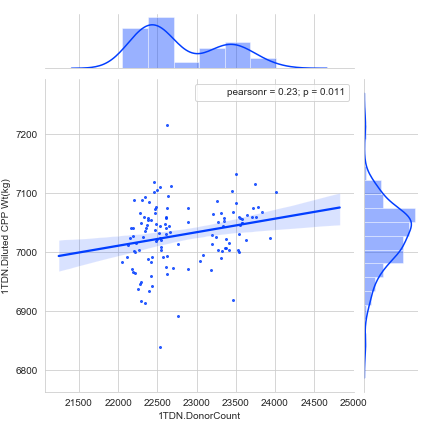 pearsonr = 0.23; p = 0.011
7200
7100
7000
6900
6800
1TDN.Diluted CPP Wt(kg)
21500 22000 22500 23000 23500 24000 24500 25000
1TDN.DonorCount